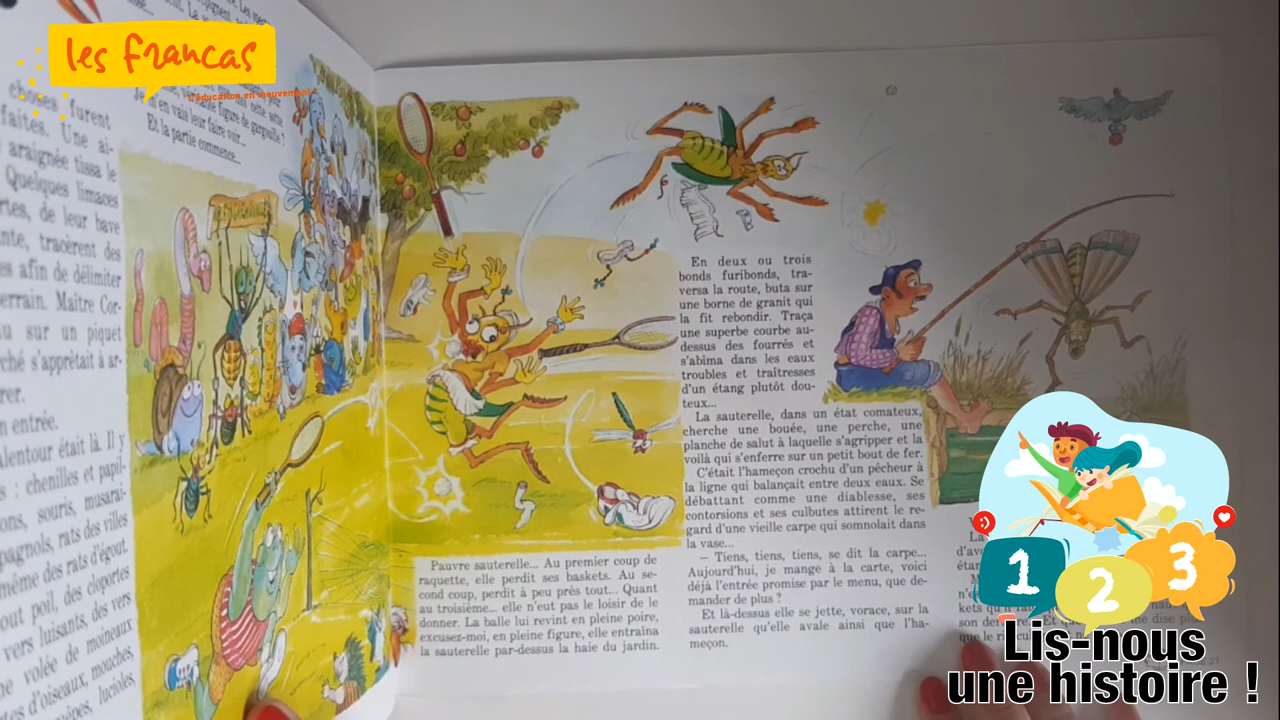 les francas
L'éducation en mouvement !
choses furent
faites. Une ai-
araignée tissa le
Quelques limaces
de leur bave
tracèrent des
afin de délimiter
Maître Cor-
sur un piquet
s'apprêtait à ar-
entrée.
alentour était là. Il y
chenilles et papil-
souris, musarai-
rats des villes
même des rats d'égout,
tout poil, des cloportes
vers luisants, des vers
volée de moineaux
d'oiseaux, mouches,
lucioles,
figure de gargouille !
en vais leur faire voir...
Et la partie commence...
Pauvre sauterelle... Au premier coup de
raquette, elle perdit ses baskets. Au se-
cond coup, perdit à peu près tout... Quant
au troisième... elle n'eut pas le loisir de le
donner. La balle lui revint en pleine poire,
excusez-moi, en pleine figure, elle entraîna
la sauterelle par-dessus la haie du jardin.
En deux ou trois
bonds furibonds, tra-
versa la route, buta sur
une borne de granit qui
la fit rebondir. Traça
une superbe courbe au-
dessus des fourrés et
s'abima dans les eaux
troubles et traîtresses
d'un étang plutôt dou-
teux...
La sauterelle, dans un état comateux,
cherche une bouée, une perche, une
planche de salut à laquelle s'agripper et la
voilà qui s'enferre sur un petit bout de fer.
C'était l'hameçon crochu d'un pêcheur à
la ligne qui balançait entre deux eaux. Se
débattant comme une diablesse, ses
contorsions et ses culbutes attirent le re-
gard d'une vieille carpe qui somnolait dans
la vase...
– Tiens, tiens, tiens, se dit la carpe...
Aujourd'hui, je mange à la carte, voici
déjà l'entrée promise par le menu, que de-
mander de plus ?
Et là-dessus elle se jette, vorace, sur la
sauterelle qu'elle avale ainsi que l'ha-
meçon.
1 2 3
Lis-nous
une histoire !